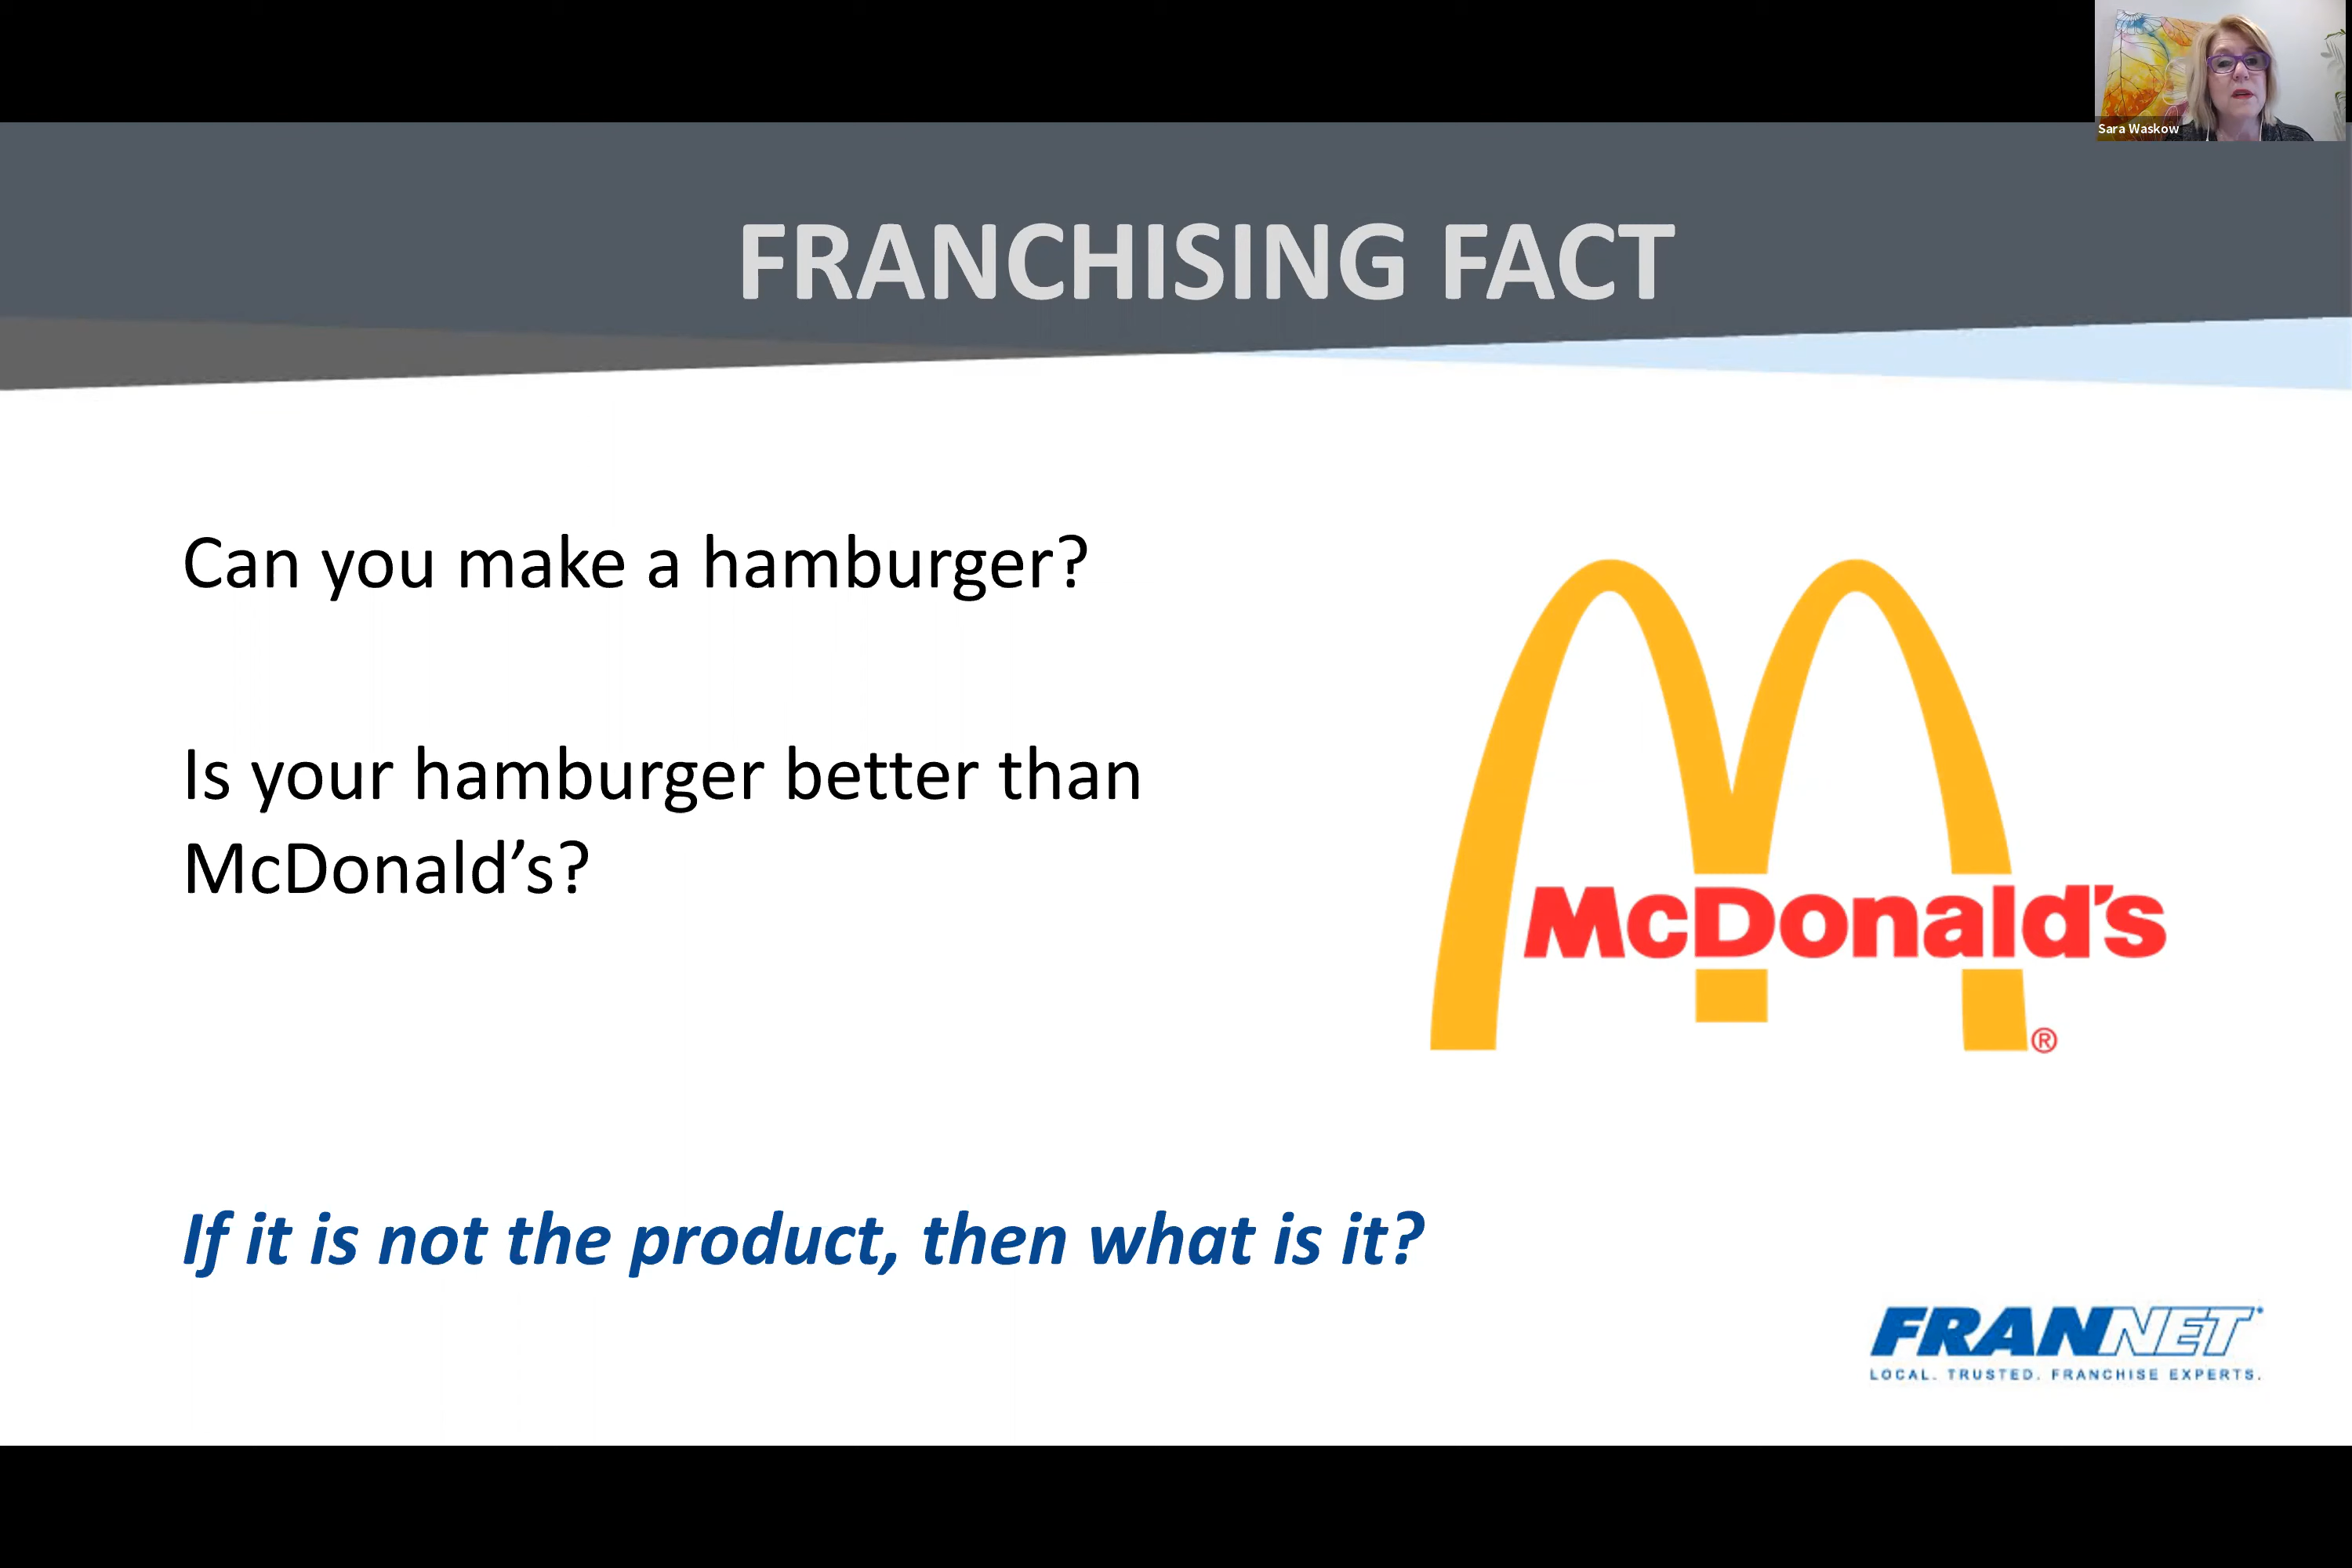 Sara Waskow
FRANCHISING FACT
Can you make a hamburger?
Is your hamburger better than
McDonald’s?
McDonald's
®
If it is not the product, then what is it?
FRANNET
LOCAL. TRUSTED. FRANCHISE EXPERTS.